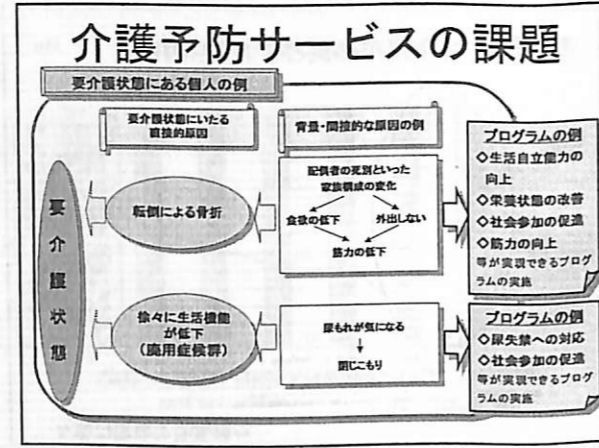 介護予防サービスの課題
要介護状態にある個人の例
要介護状態にいたる
直接的原因
背景・間接的な原因の例
要介護状態
転倒による骨折
配偶者の死別といった
家族構成の変化
食欲の低下
外出しない
筋力の低下
プログラムの例
◇生活自立能力の
向上
◇栄養状態の改善
◇社会参加の促進
◇筋力の向上
等が実現できるプログ
ラムの実施
徐々に生活機能
が低下
(廃用症候群)
尿もれが気になる
閉じこもり
プログラムの例
◇尿失禁への対応
◇社会参加の促進
等が実現できるプログ
ラムの実施